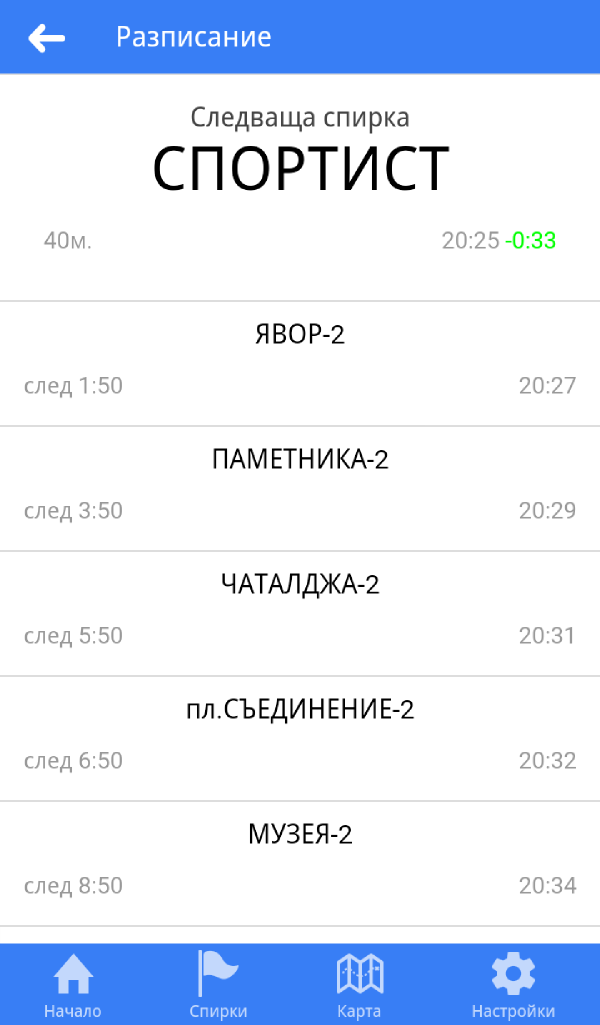 Разписание
Следваща спирка
СПОРТИСТ
40м. 20:25 -0:33
ЯВОР-2
след 1:50 20:27
ПАМЕТНИКА-2
след 3:50 20:29
ЧАТАЛДЖА-2
след 5:50 20:31
пл.СЪЕДИНЕНИЕ-2
след 6:50 20:32
МУЗЕЯ-2
след 8:50 20:34
Начало Спирки Карта Настройки